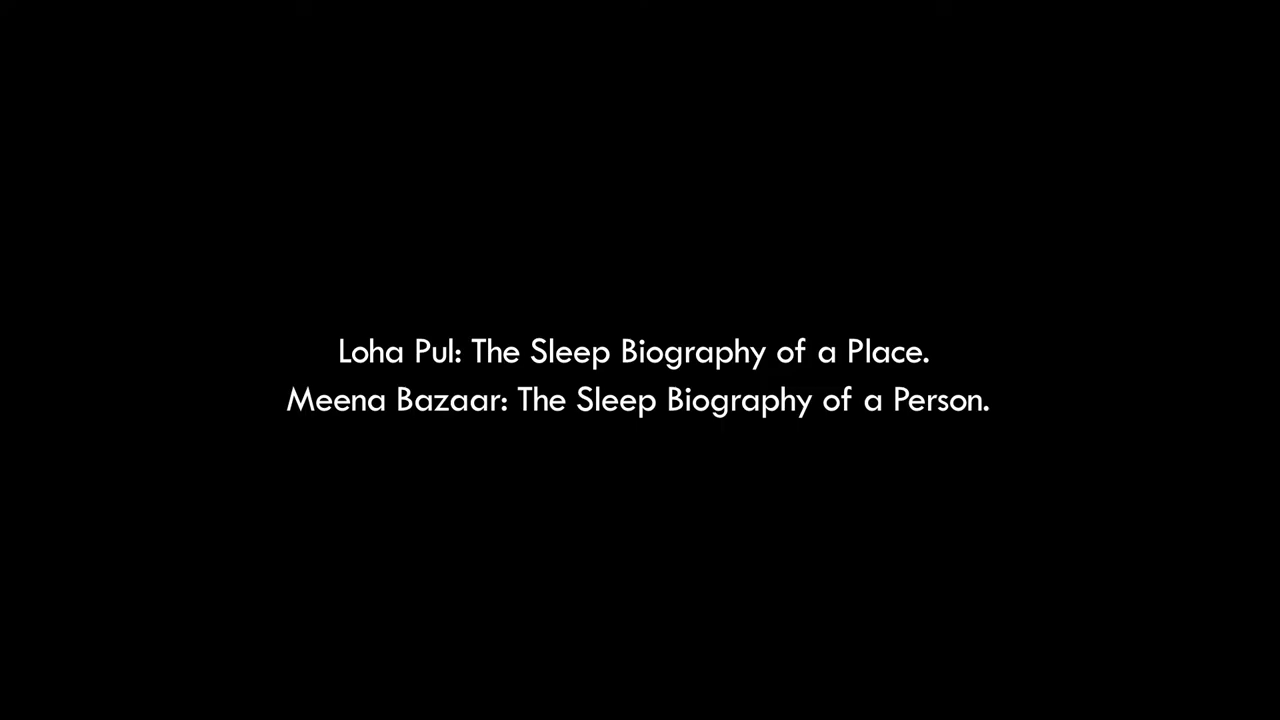 Loha Pul: The Sleep Biography of a Place.
Meena Bazaar: The Sleep Biography of a Person.